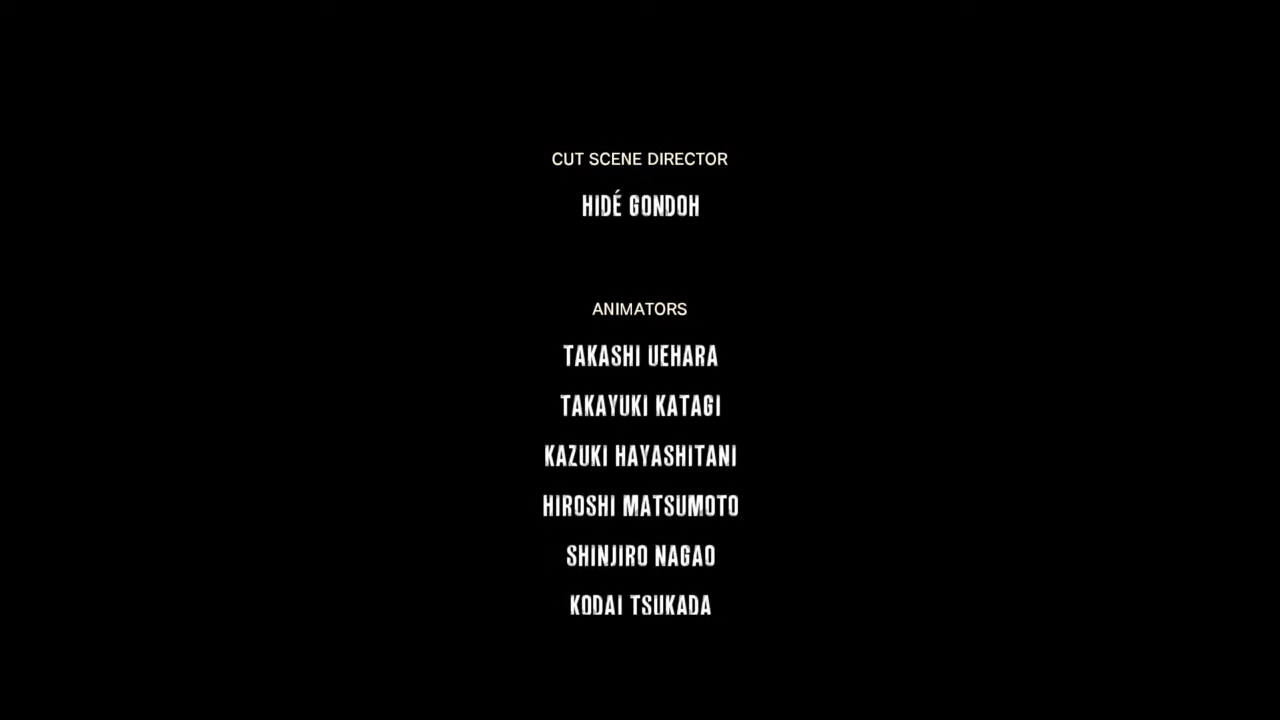 CUT SCENE DIRECTOR
HIDÉ GONDOH
ANIMATORS
TAKASHI UEHARA
TAKAYUKI KATAGI
KAZUKI HAYASHITANI
HIROSHI MATSUMOTO
SHINJIRO NAGAO
KODAI TSUKADA